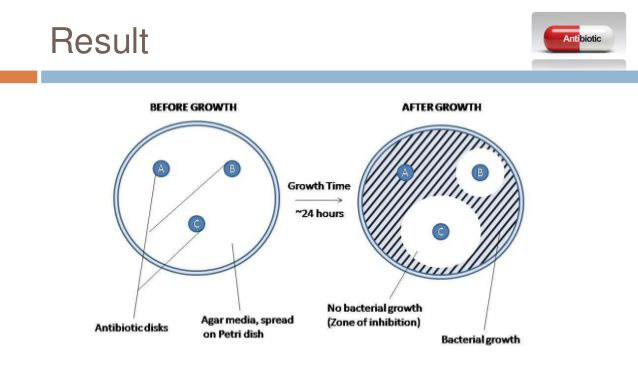 Result
Antibiotic
BEFORE GROWTH
AFTER GROWTH
A
B
C
Growth Time
~24 hours
A
B
C
Antibiotic disks
Agar media, spread
on Petri dish
No bacterial growth
(Zone of inhibition)
Bacterial growth